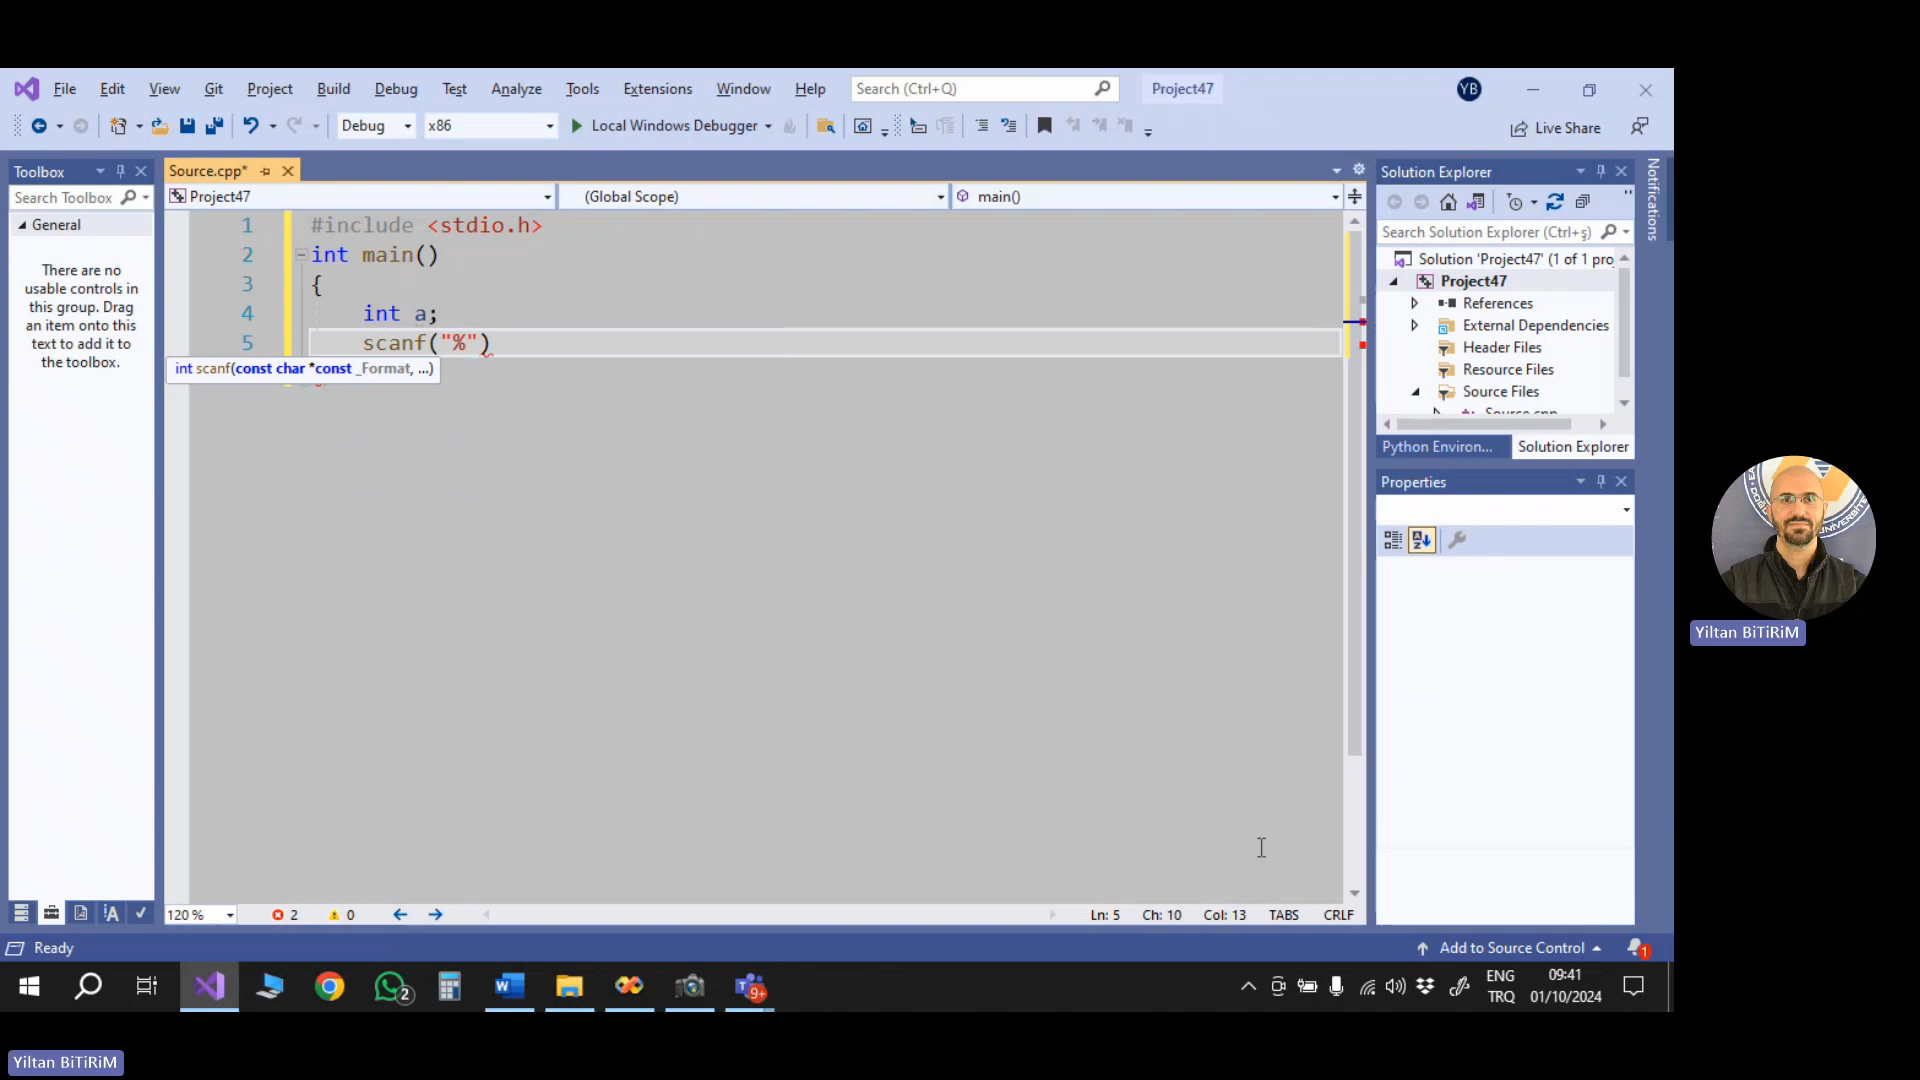 File Edit View Git Project Build Debug Test Analyze Tools Extensions Window Help Search (Ctrl+Q) Project47 YB
Debug x86 Local Windows Debugger Live Share
Toolbox
Search Toolbox
General
There are no
usable controls in
this group. Drag
an item onto this
text to add it to
the toolbox.
Source.cpp*
Project47 (Global Scope) main()
1 #include <stdio.h>
2 int main()
3 {
4 int a;
5 scanf("%")
int scanf(const char *const _Format, ...)
120 % 2 0 Ln: 5 Ch: 10 Col: 13 TABS CRLF
Solution Explorer
Search Solution Explorer (Ctrl+ş)
Solution 'Project47' (1 of 1 pro
Project47
References
External Dependencies
Header Files
Resource Files
Source Files
Source.cpp
Python Environ... Solution Explorer
Properties
Notifications
Ready Add to Source Control 1
2 9+ ENG 09:41
TRQ 01/10/2024
Yiltan BiTiRiM
Yiltan BiTiRiM